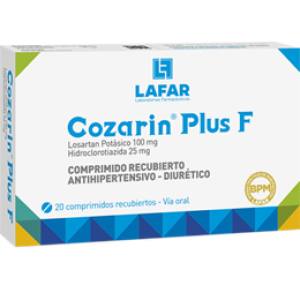 LAFAR
Laboratorios Farmacéuticos
Cozarin® Plus F
Losartan Potásico 100 mg
Hidroclorotiazida 25 mg
COMPRIMIDO RECUBIERTO
ANTIHIPERTENSIVO - DIURÉTICO
BPM
20 comprimidos recubiertos - Vía oral
Cozarin® Plus F
LAFAR